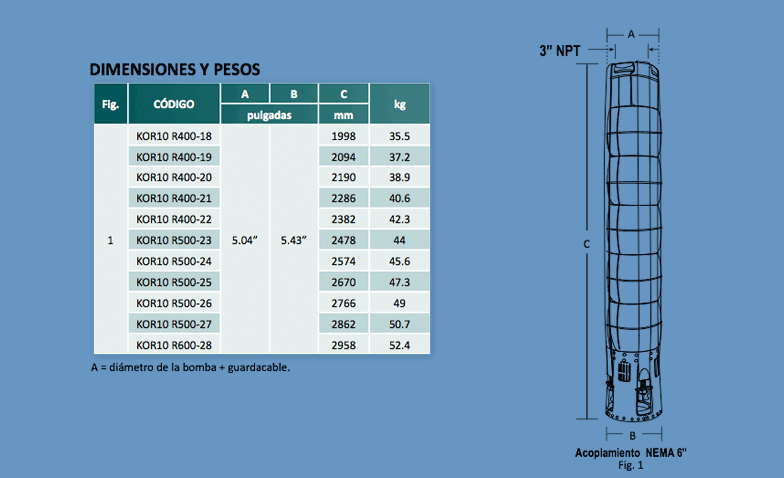 DIMENSIONES Y PESOS
Fig. CÓDIGO A B C kg
pulgadas mm
KOR10 R400-18 1998 35.5
KOR10 R400-19 2094 37.2
KOR10 R400-20 2190 38.9
KOR10 R400-21 2286 40.6
KOR10 R400-22 2382 42.3
1 KOR10 R500-23 5.04” 5.43” 2478 44
KOR10 R500-24 2574 45.6
KOR10 R500-25 2670 47.3
KOR10 R500-26 2766 49
KOR10 R500-27 2862 50.7
KOR10 R600-28 2958 52.4
A = diámetro de la bomba + guardacable.
A
3” NPT
C
B
Acoplamiento NEMA 6”
Fig. 1